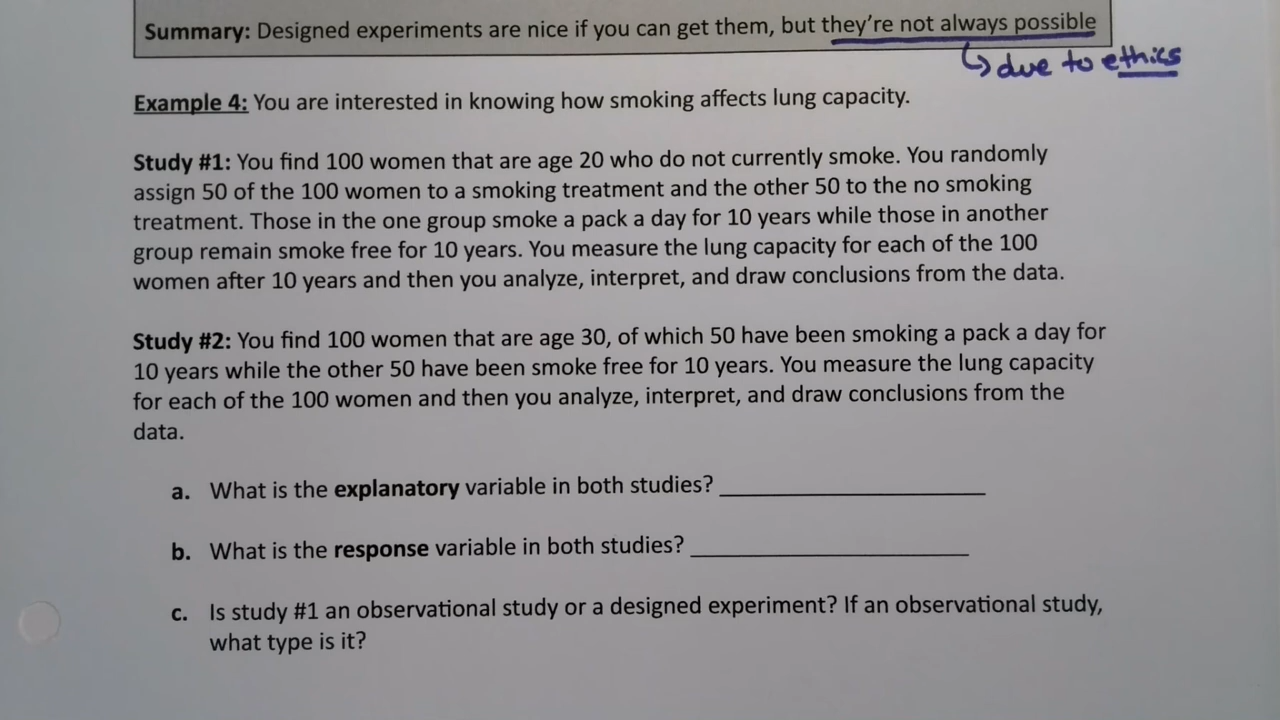 Summary: Designed experiments are nice if you can get them, but they're not always possible
↳ due to ethics
Example 4: You are interested in knowing how smoking affects lung capacity.
Study #1: You find 100 women that are age 20 who do not currently smoke. You randomly
assign 50 of the 100 women to a smoking treatment and the other 50 to the no smoking
treatment. Those in the one group smoke a pack a day for 10 years while those in another
group remain smoke free for 10 years. You measure the lung capacity for each of the 100
women after 10 years and then you analyze, interpret, and draw conclusions from the data.
Study #2: You find 100 women that are age 30, of which 50 have been smoking a pack a day for
10 years while the other 50 have been smoke free for 10 years. You measure the lung capacity
for each of the 100 women and then you analyze, interpret, and draw conclusions from the
data.
a. What is the explanatory variable in both studies? ____________________
b. What is the response variable in both studies? ____________________
c. Is study #1 an observational study or a designed experiment? If an observational study,
what type is it?